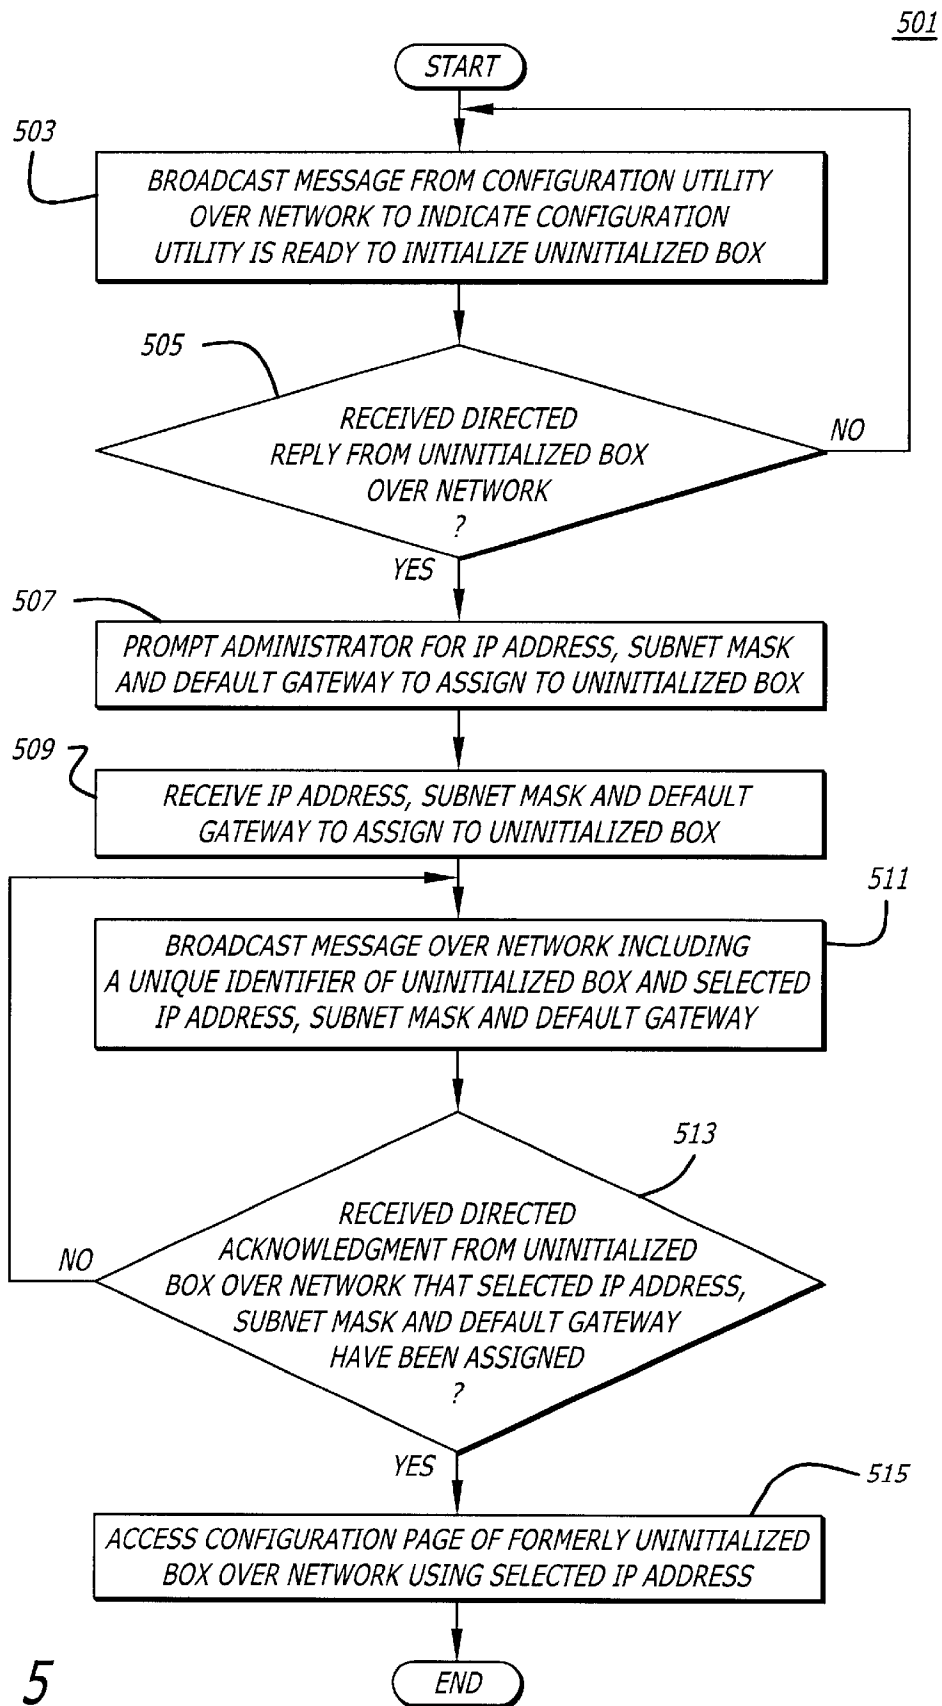 501
START
503
BROADCAST MESSAGE FROM CONFIGURATION UTILITY
OVER NETWORK TO INDICATE CONFIGURATION
UTILITY IS READY TO INITIALIZE UNINITIALIZED BOX
505
RECEIVED DIRECTED
REPLY FROM UNINITIALIZED BOX
OVER NETWORK
?
NO
YES
507
PROMPT ADMINISTRATOR FOR IP ADDRESS, SUBNET MASK
AND DEFAULT GATEWAY TO ASSIGN TO UNINITIALIZED BOX
509
RECEIVE IP ADDRESS, SUBNET MASK AND DEFAULT
GATEWAY TO ASSIGN TO UNINITIALIZED BOX
511
BROADCAST MESSAGE OVER NETWORK INCLUDING
A UNIQUE IDENTIFIER OF UNINITIALIZED BOX AND SELECTED
IP ADDRESS, SUBNET MASK AND DEFAULT GATEWAY
513
RECEIVED DIRECTED
ACKNOWLEDGMENT FROM UNINITIALIZED
BOX OVER NETWORK THAT SELECTED IP ADDRESS,
SUBNET MASK AND DEFAULT GATEWAY
HAVE BEEN ASSIGNED
?
NO
YES
515
ACCESS CONFIGURATION PAGE OF FORMERLY UNINITIALIZED
BOX OVER NETWORK USING SELECTED IP ADDRESS
END
5